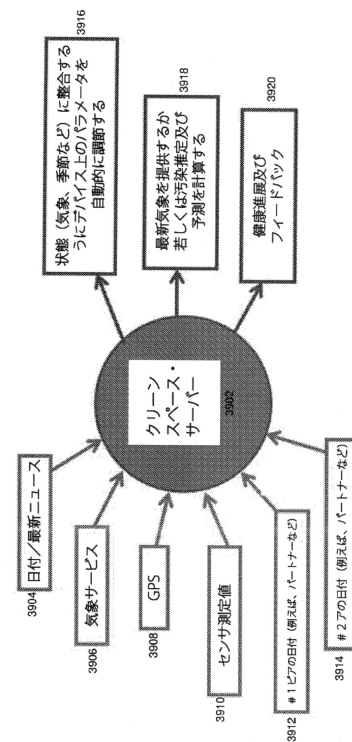 3904 日付／最新ニュース
3906 気象サービス
3908 GPS
3910 センサ測定値
3912 #1ピアの日付（例えば、パートナーなど）
3914 #2アの日付（例えば、パートナーなど）
クリーン
スペース・
サーバー
3902
状態（気象、季節など）に整合する
うにデバイス上のパラメータを
自動的に調節する
3916
最新気象を提供するか
若しくは汚染推定及び
予測を計算する
3918
健康進展及び
フィードバック
3920